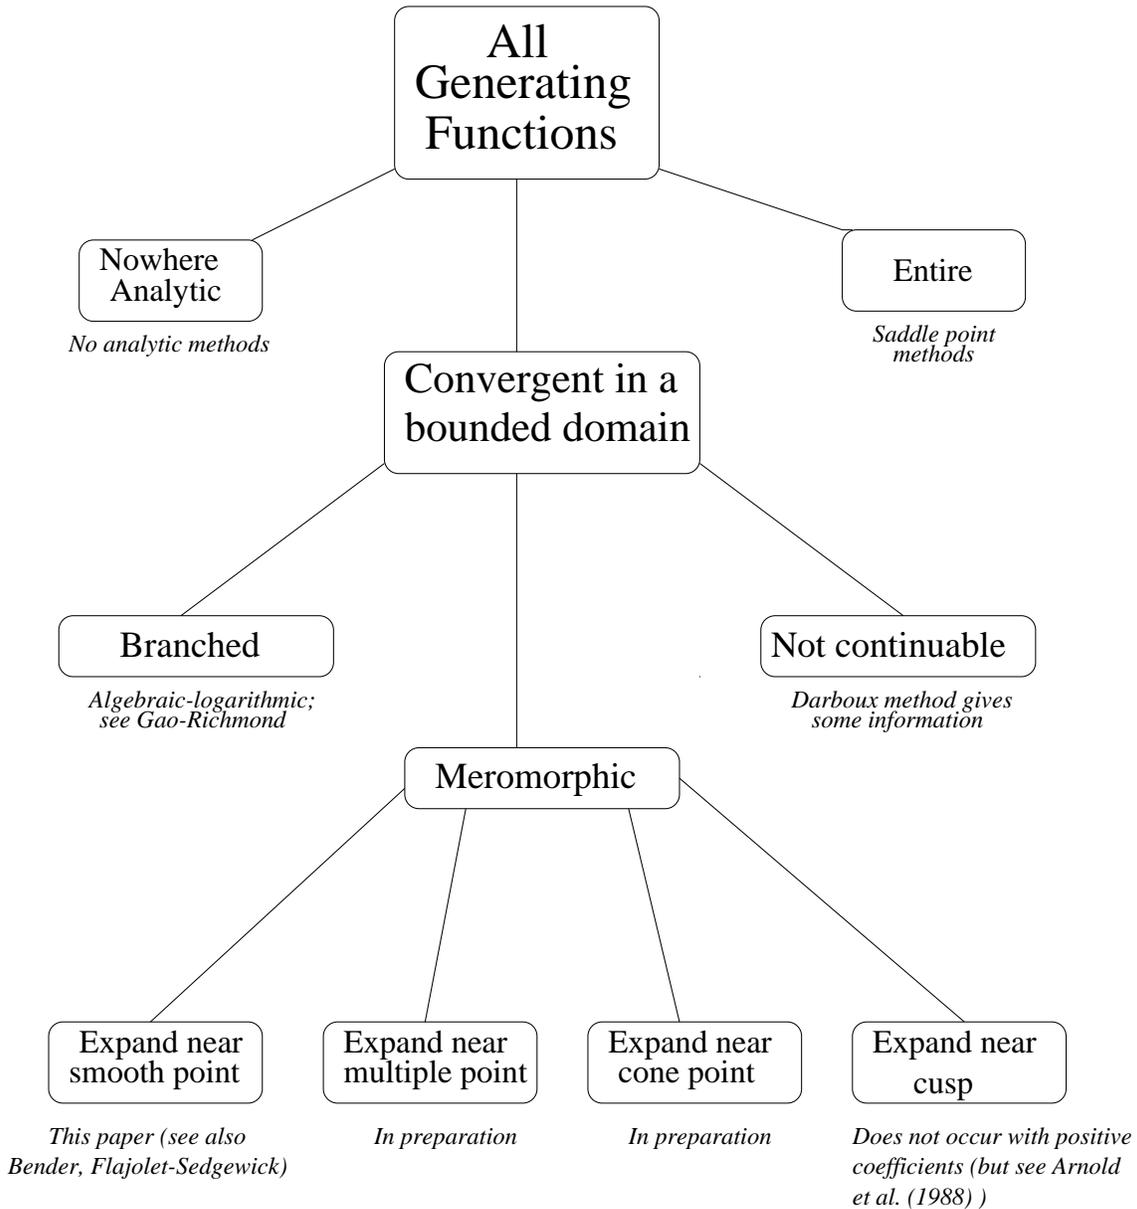 All
Generating
Functions
Nowhere
Analytic
No analytic methods
Entire
Saddle point
methods
Convergent in a
bounded domain
Branched
Algebraic-logarithmic;
see Gao-Richmond
Not continuable
Darboux method gives
some information
Meromorphic
Expand near
smooth point
This paper (see also
Bender, Flajolet-Sedgewick)
Expand near
multiple point
In preparation
Expand near
cone point
In preparation
Expand near
cusp
Does not occur with positive
coefficients (but see Arnold
et al. (1988) )